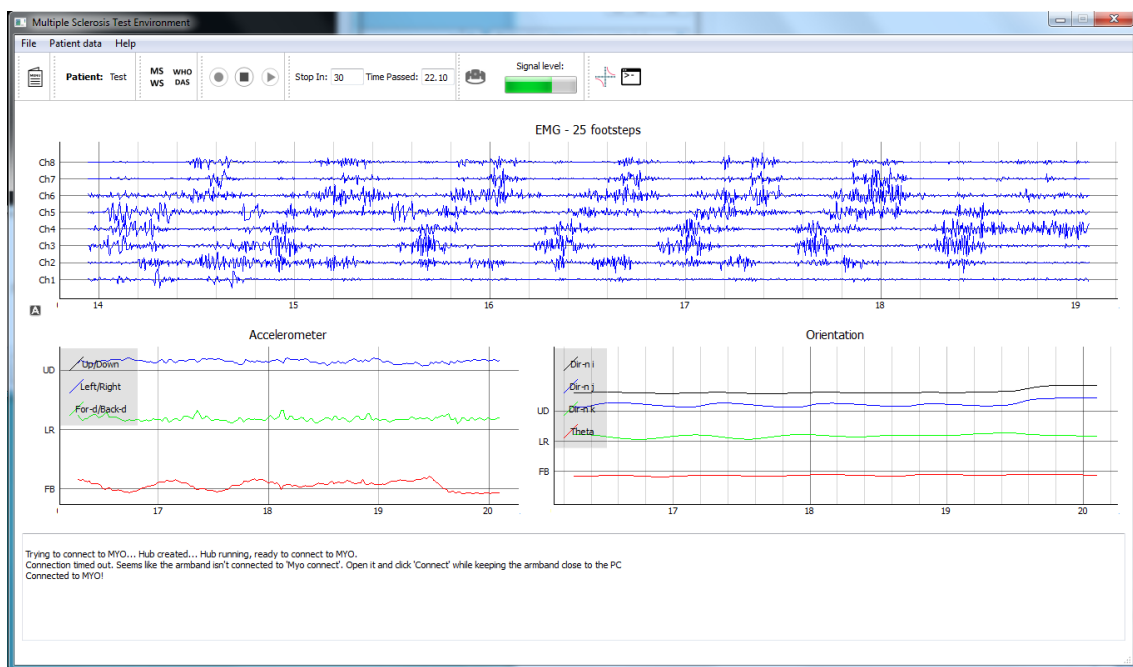 Multiple Sclerosis Test Environment
File Patient data Help
MENU
Patient: Test
MS WHO
WS DAS
Stop In: 30 Time Passed: 22.10
Signal level:
EMG - 25 footsteps
Ch8
Ch7
Ch6
Ch5
Ch4
Ch3
Ch2
Ch1
14 15 16 17 18 19
A
Accelerometer
UD
LR
FB
Up/Down
Left/Right
For-d/Back-d
17 18 19 20
Orientation
UD
LR
FB
Dir-n i
Dir-n j
Dir-n k
Theta
17 18 19 20
Trying to connect to MYO... Hub created... Hub running, ready to connect to MYO.
Connection timed out. Seems like the armband isn't connected to 'Myo connect'. Open it and click 'Connect' while keeping the armband close to the PC
Connected to MYO!